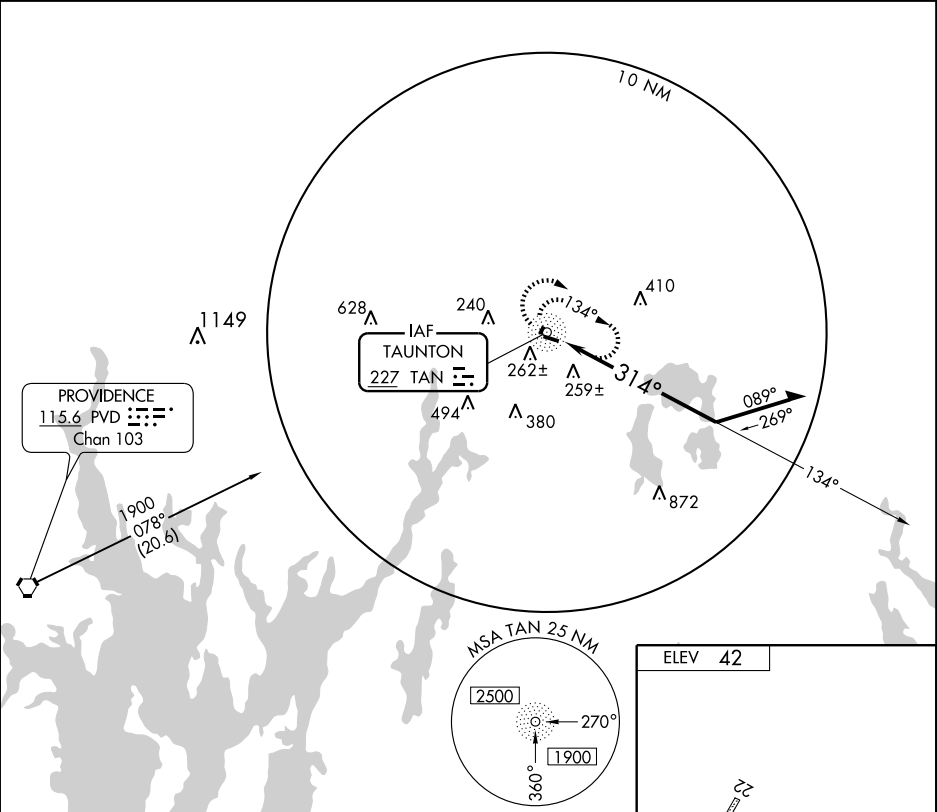 10 NM
410
134°
628
240
1149
IAF
TAUNTON
227 TAN
262±
259±
314°
PROVIDENCE
115.6 PVD
Chan 103
089°
269°
494
380
134°
872
1900
078°
(20.6)
MSA TAN 25 NM
ELEV 42
2500
270°
1900
360°
22